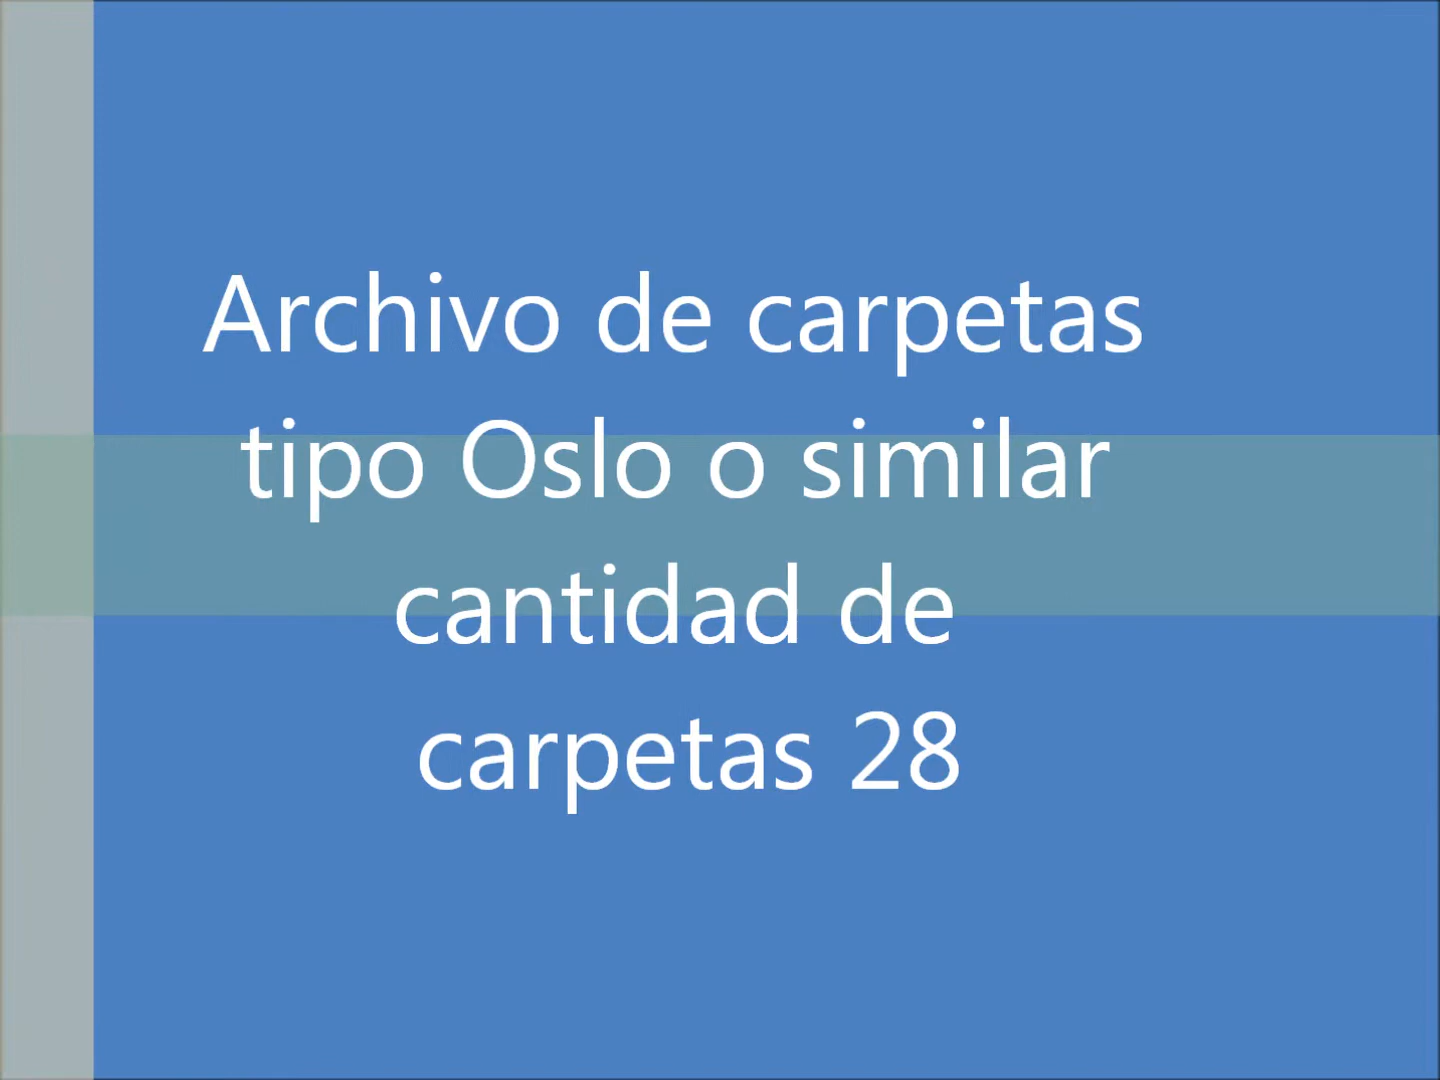 Archivo de carpetas
tipo Oslo o similar
cantidad de
carpetas 28